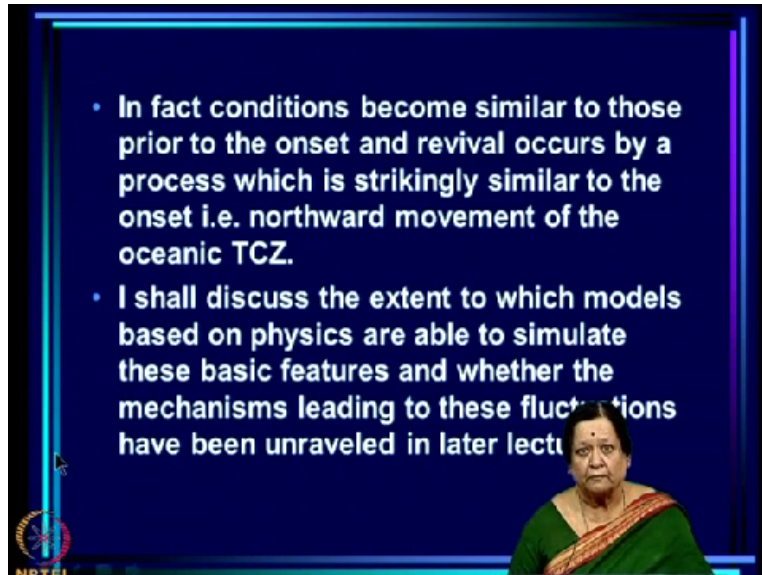 • In fact conditions become similar to those
prior to the onset and revival occurs by a
process which is strikingly similar to the
onset i.e. northward movement of the
oceanic TCZ.
• I shall discuss the extent to which models
based on physics are able to simulate
these basic features and whether the
mechanisms leading to these
have been unraveled in later
NPTEL